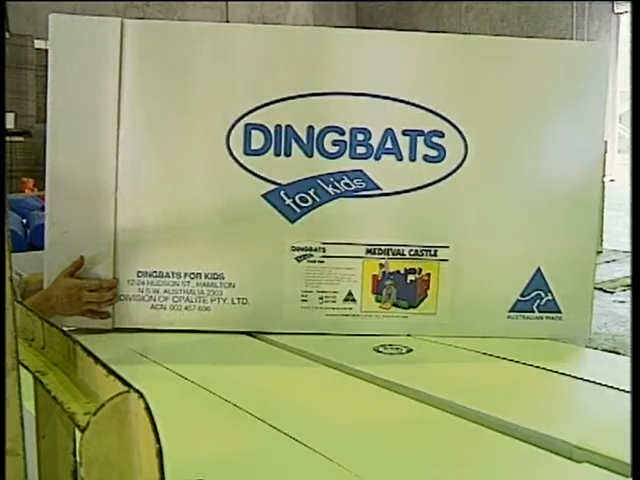 DINGBATS
for kids
DINGBATS FOR KIDS
12/24 HUDSON ST., HAMILTON
N.S.W. AUSTRALIA 2303
DIVISION OF OPALITE PTY. LTD.
ACN. 002 457 696
DINGBATS
MEDIEVAL CASTLE
AUSTRALIAN MADE